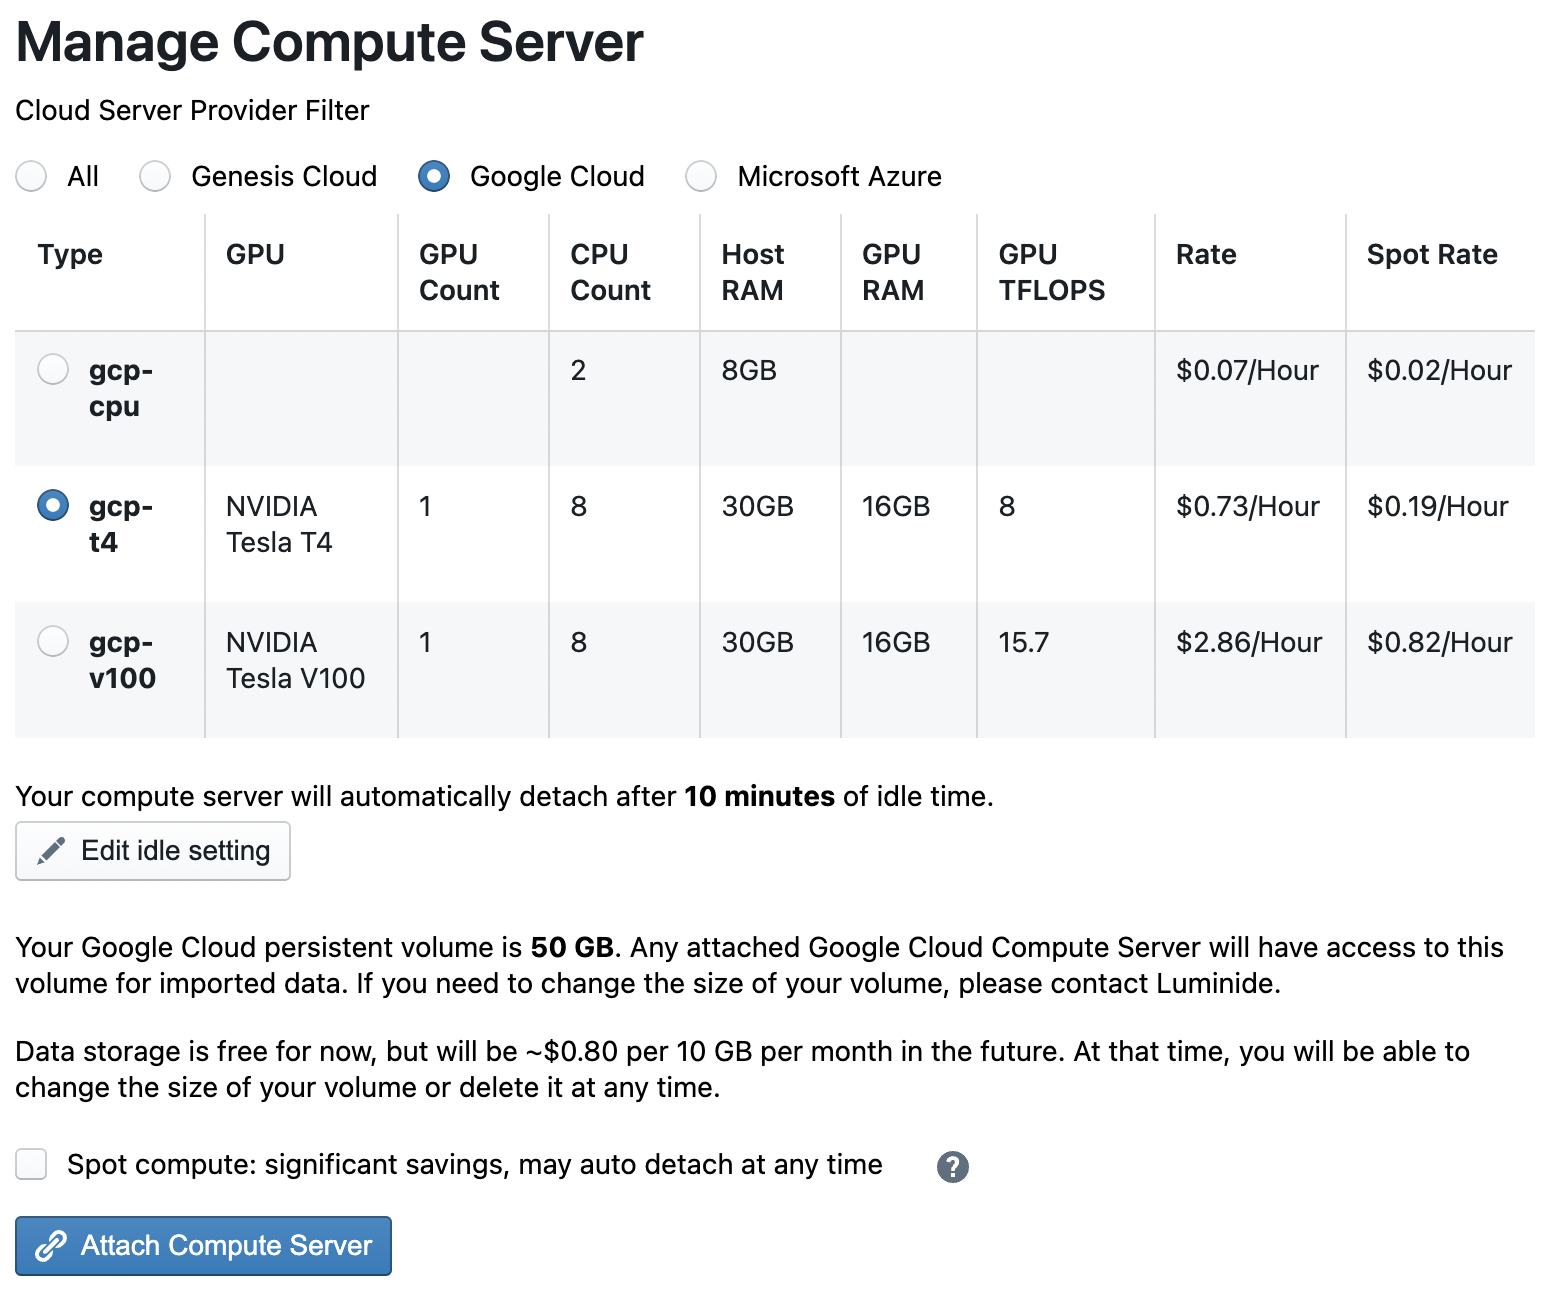 Manage Compute Server
Cloud Server Provider Filter
All Genesis Cloud Google Cloud Microsoft Azure
Type GPU GPU Count CPU Count Host RAM GPU RAM GPU TFLOPS Rate Spot Rate
gcp-cpu 2 8GB $0.07/Hour $0.02/Hour
gcp-t4 NVIDIA Tesla T4 1 8 30GB 16GB 8 $0.73/Hour $0.19/Hour
gcp-v100 NVIDIA Tesla V100 1 8 30GB 16GB 15.7 $2.86/Hour $0.82/Hour
Your compute server will automatically detach after 10 minutes of idle time.
Edit idle setting
Your Google Cloud persistent volume is 50 GB. Any attached Google Cloud Compute Server will have access to this
volume for imported data. If you need to change the size of your volume, please contact Luminide.
Data storage is free for now, but will be ~$0.80 per 10 GB per month in the future. At that time, you will be able to
change the size of your volume or delete it at any time.
Spot compute: significant savings, may auto detach at any time ?
Attach Compute Server